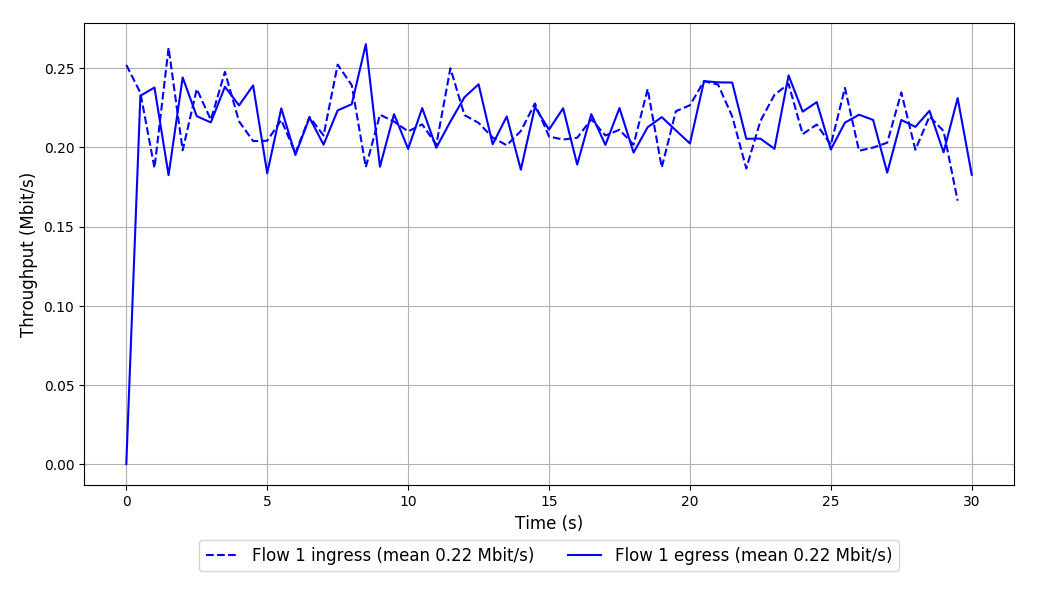 0.25
0.20
0.15
0.10
0.05
0.00
Throughput (Mbit/s)
0 5 10 15 20 25 30
Time (s)
Flow 1 ingress (mean 0.22 Mbit/s) Flow 1 egress (mean 0.22 Mbit/s)